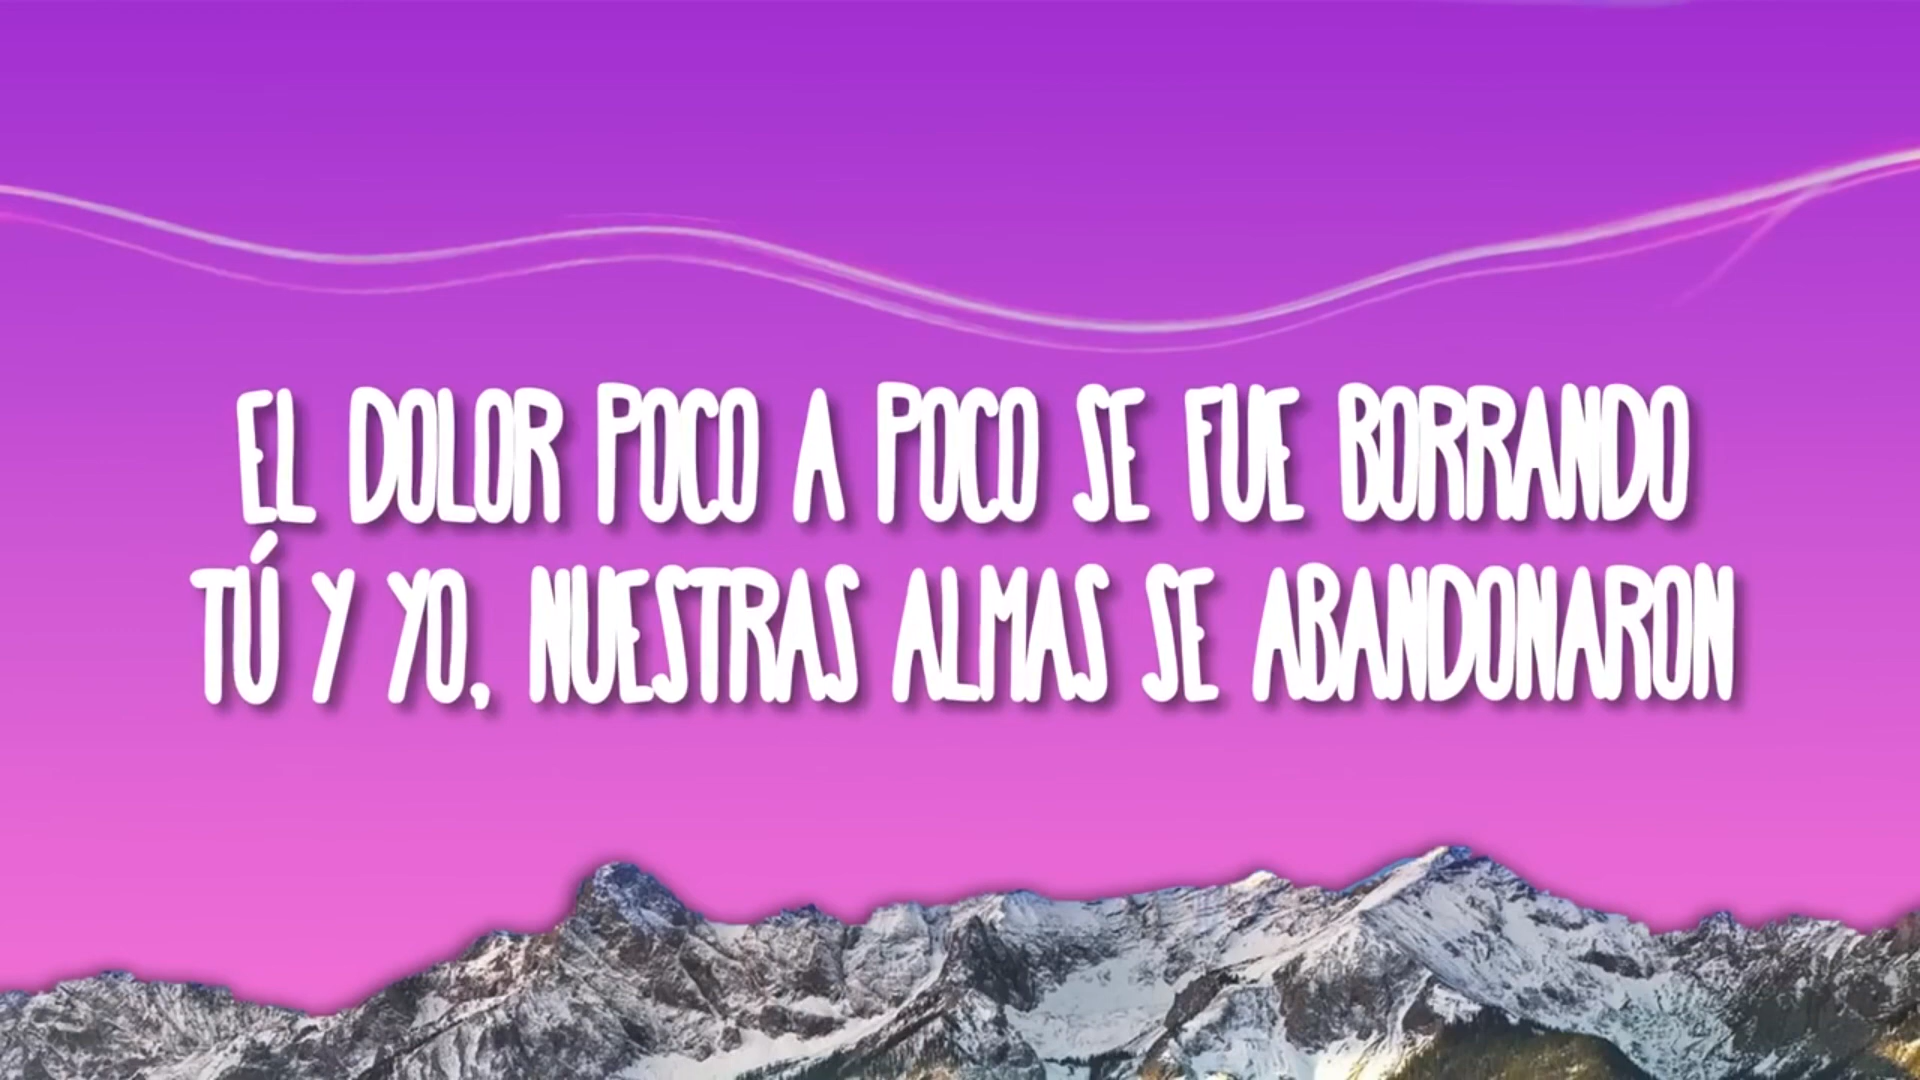 EL DOLOR POCO A POCO SE FUE BORRANDO
TÚ Y YO, NUESTRAS ALMAS SE ABANDONARON